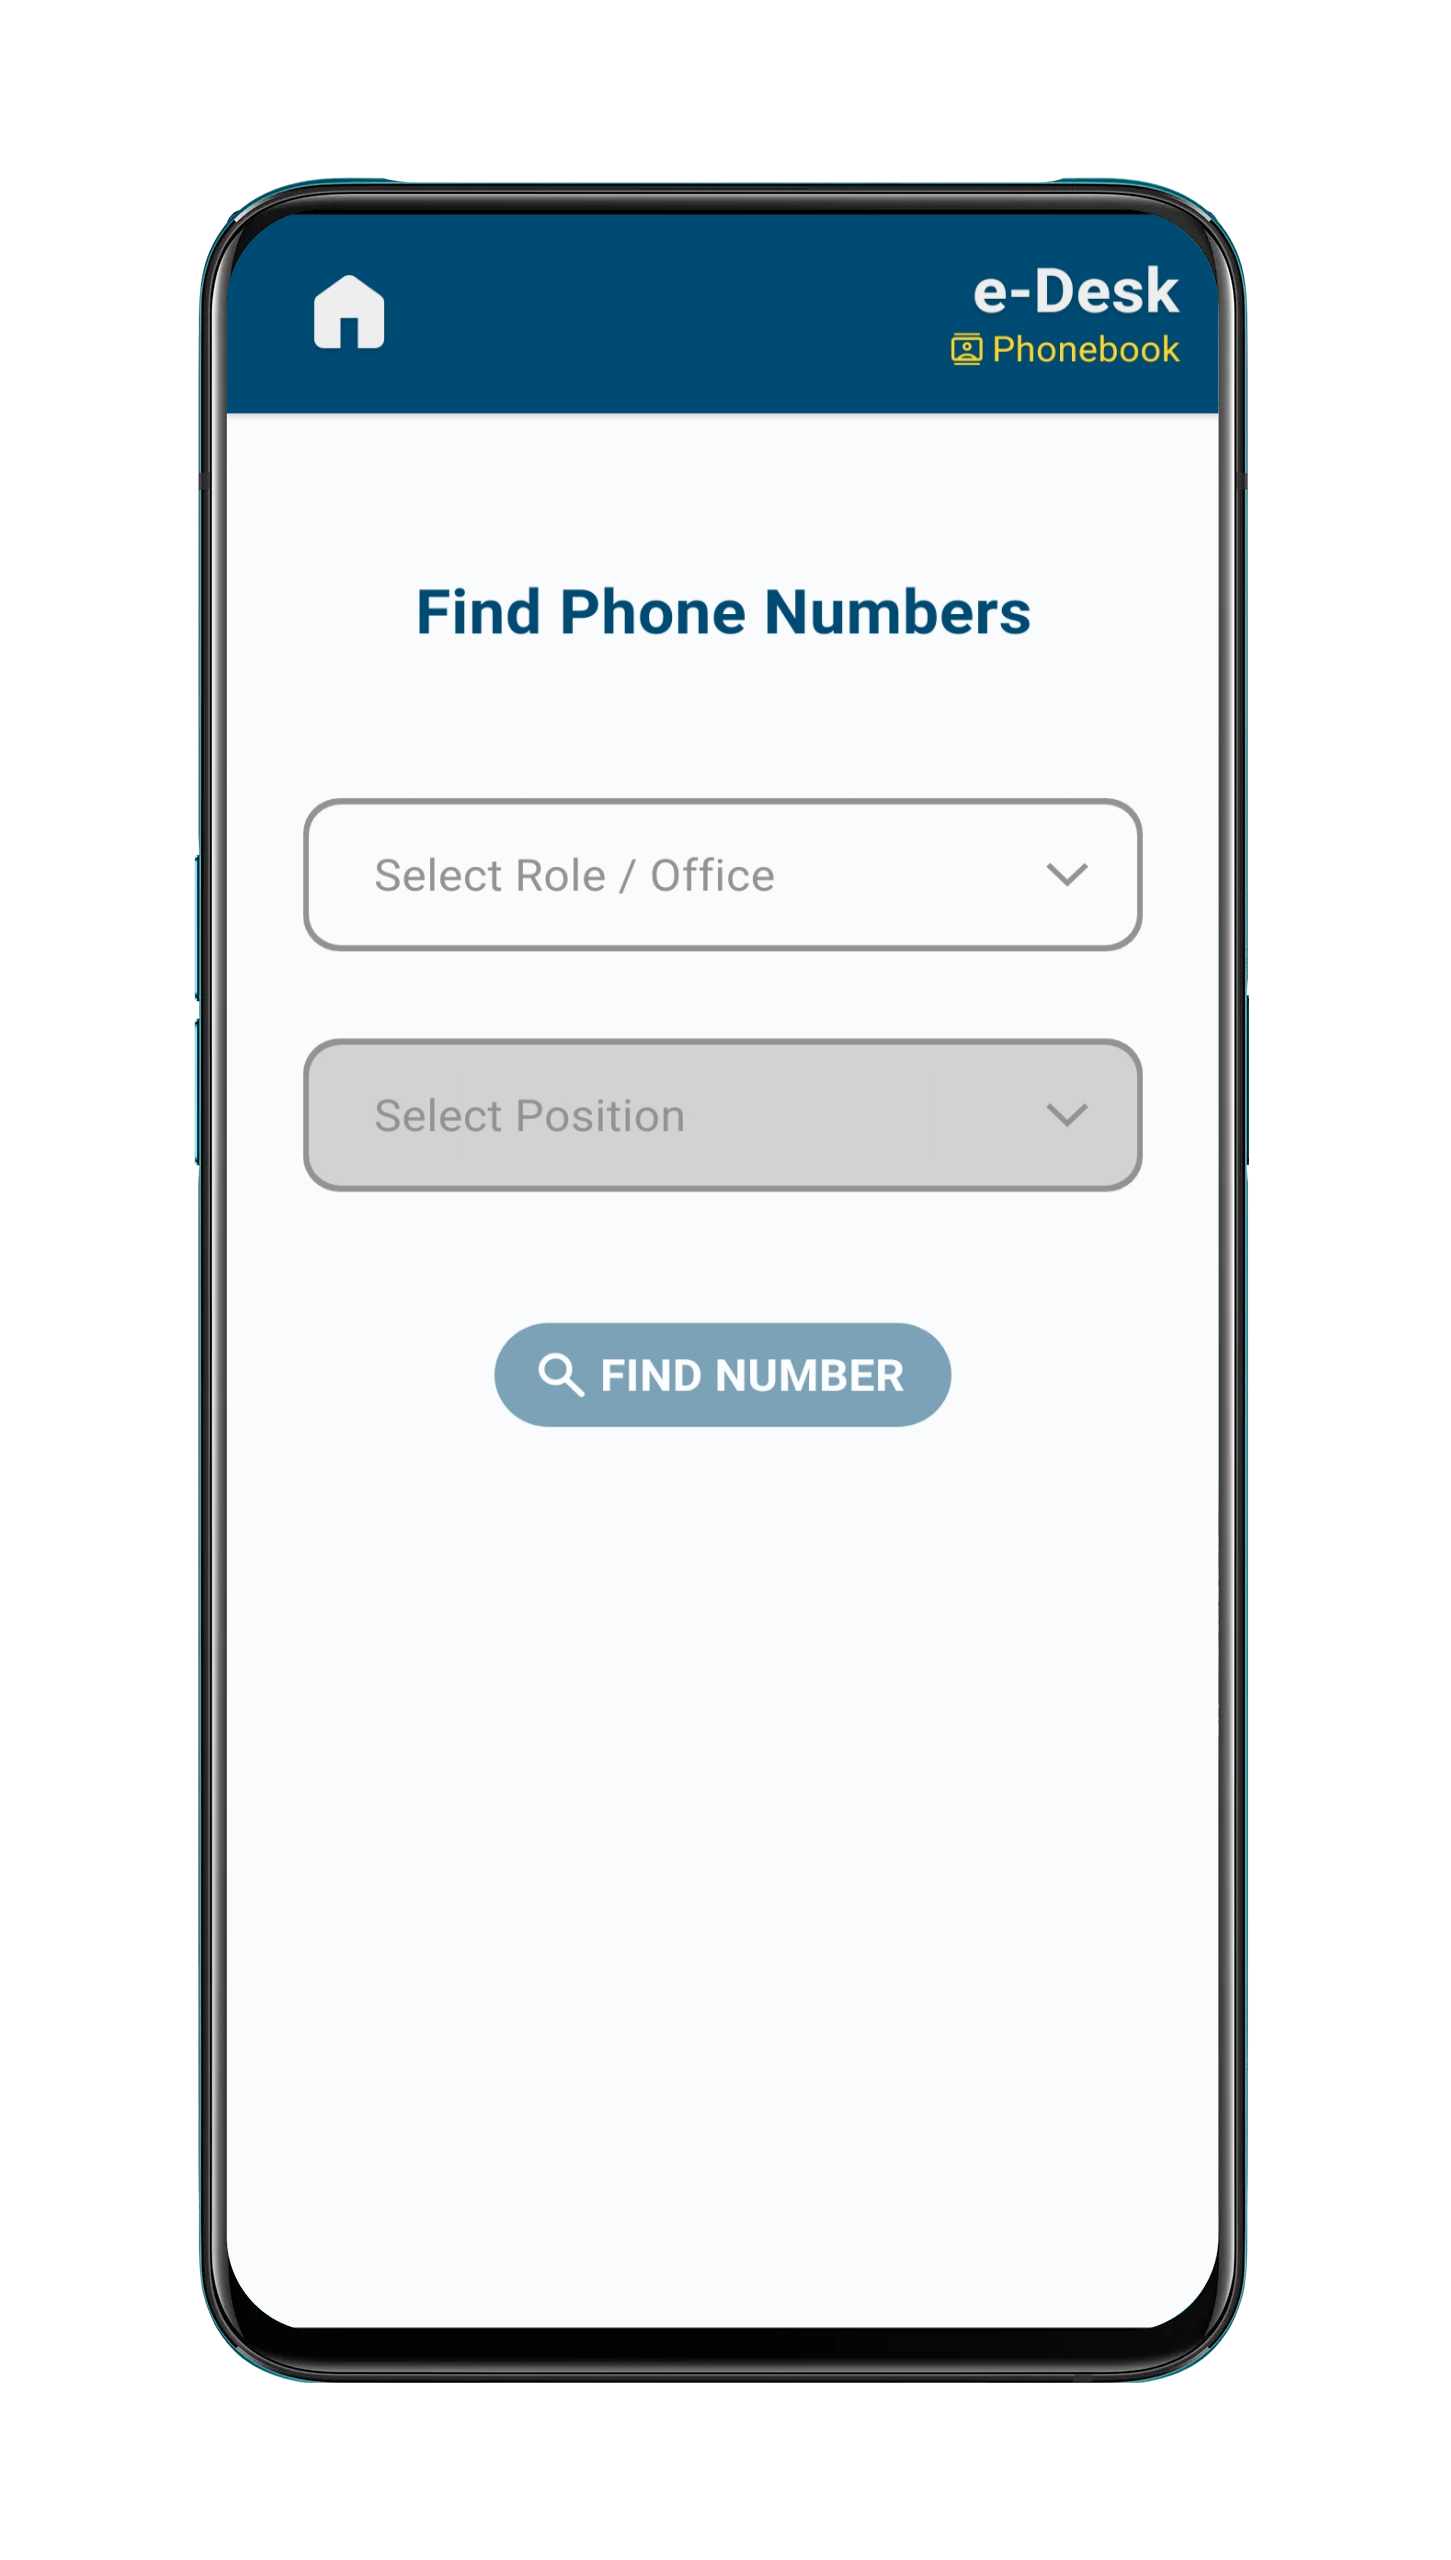 e-Desk
Phonebook
Find Phone Numbers
Select Role / Office
Select Position
FIND NUMBER